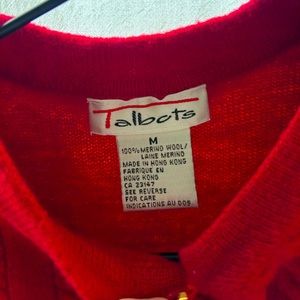 Talbots
M
100% MERINO WOOL/
LAINE MERINO
MADE IN HONG KONG
FABRIQUE EN
HONG KONG
CA 23147
SEE REVERSE
FOR CARE
INDICATIONS AU DOS